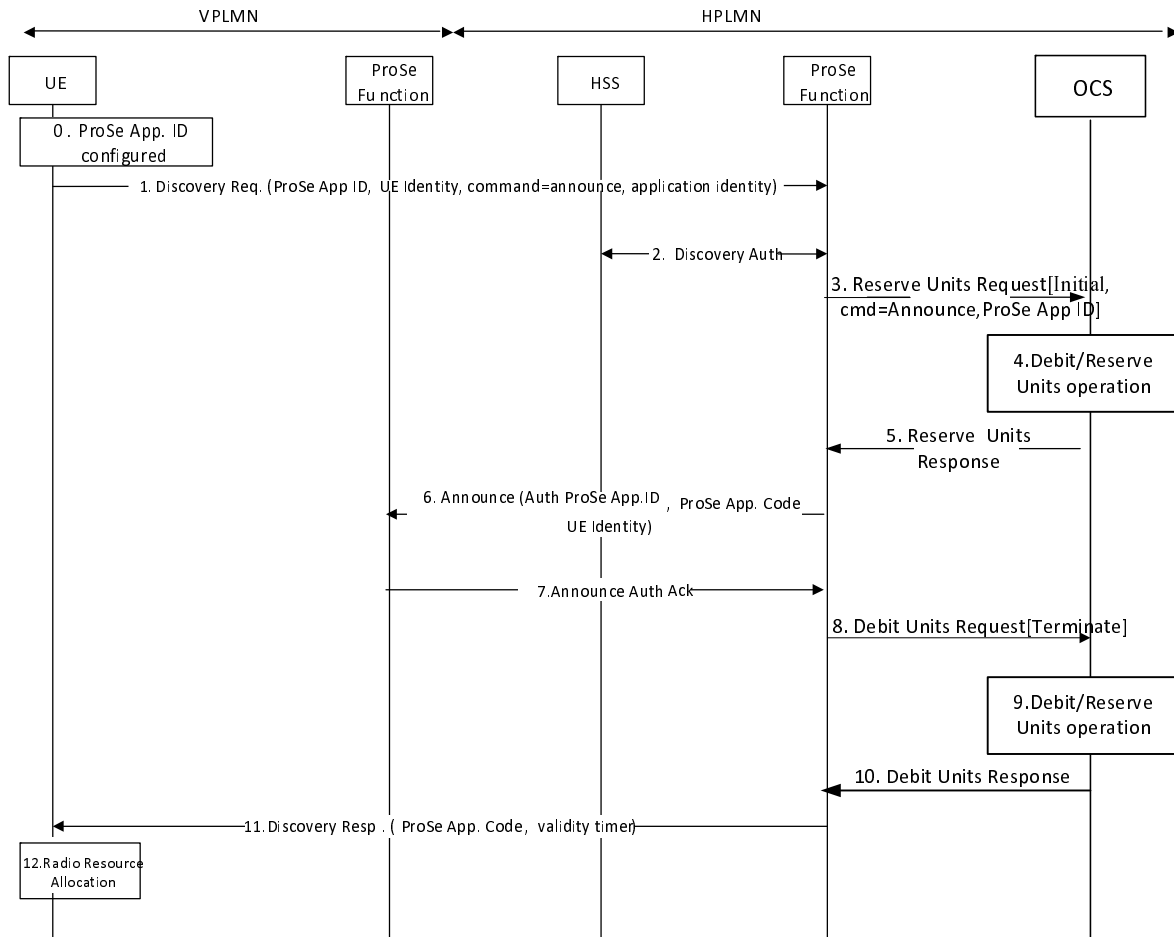 VPLMN
HPLMN
UE
ProSe
Function
HSS
ProSe
Function
OCS
0. ProSe App. ID
configured
1. Discovery Req. (ProSe App ID, UE Identity, command=announce, application identity)
2. Discovery Auth
3. Reserve Units Request[Initial,
cmd=Announce,ProSe App ID]
4.Debit/Reserve
Units operation
5. Reserve Units
Response
6. Announce (Auth ProSe App.ID , ProSe App. Code
UE Identity)
7.Announce Auth Ack
8. Debit Units Request[Terminate]
9.Debit/Reserve
Units operation
10. Debit Units Response
11.Discovery Resp . ( ProSe App. Code, validity timer)
12.Radio Resource
Allocation